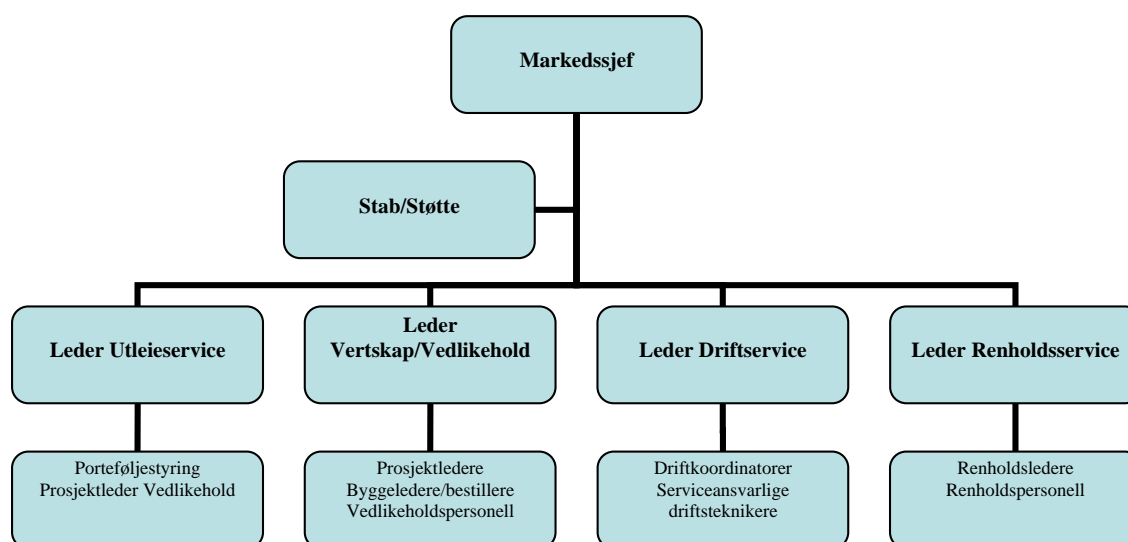 Markedssjef
Stab/Støtte
Leder Utleieservice
Leder
Vertskap/Vedlikehold
Leder Driftservice
Leder Renholdsservice
Porteføljestyring
Prosjektleder Vedlikehold
Prosjektledere
Byggeledere/bestillere
Vedlikeholdspersonell
Driftkoordinatorer
Serviceansvarlige
driftsteknikere
Renholdsledere
Renholdspersonell